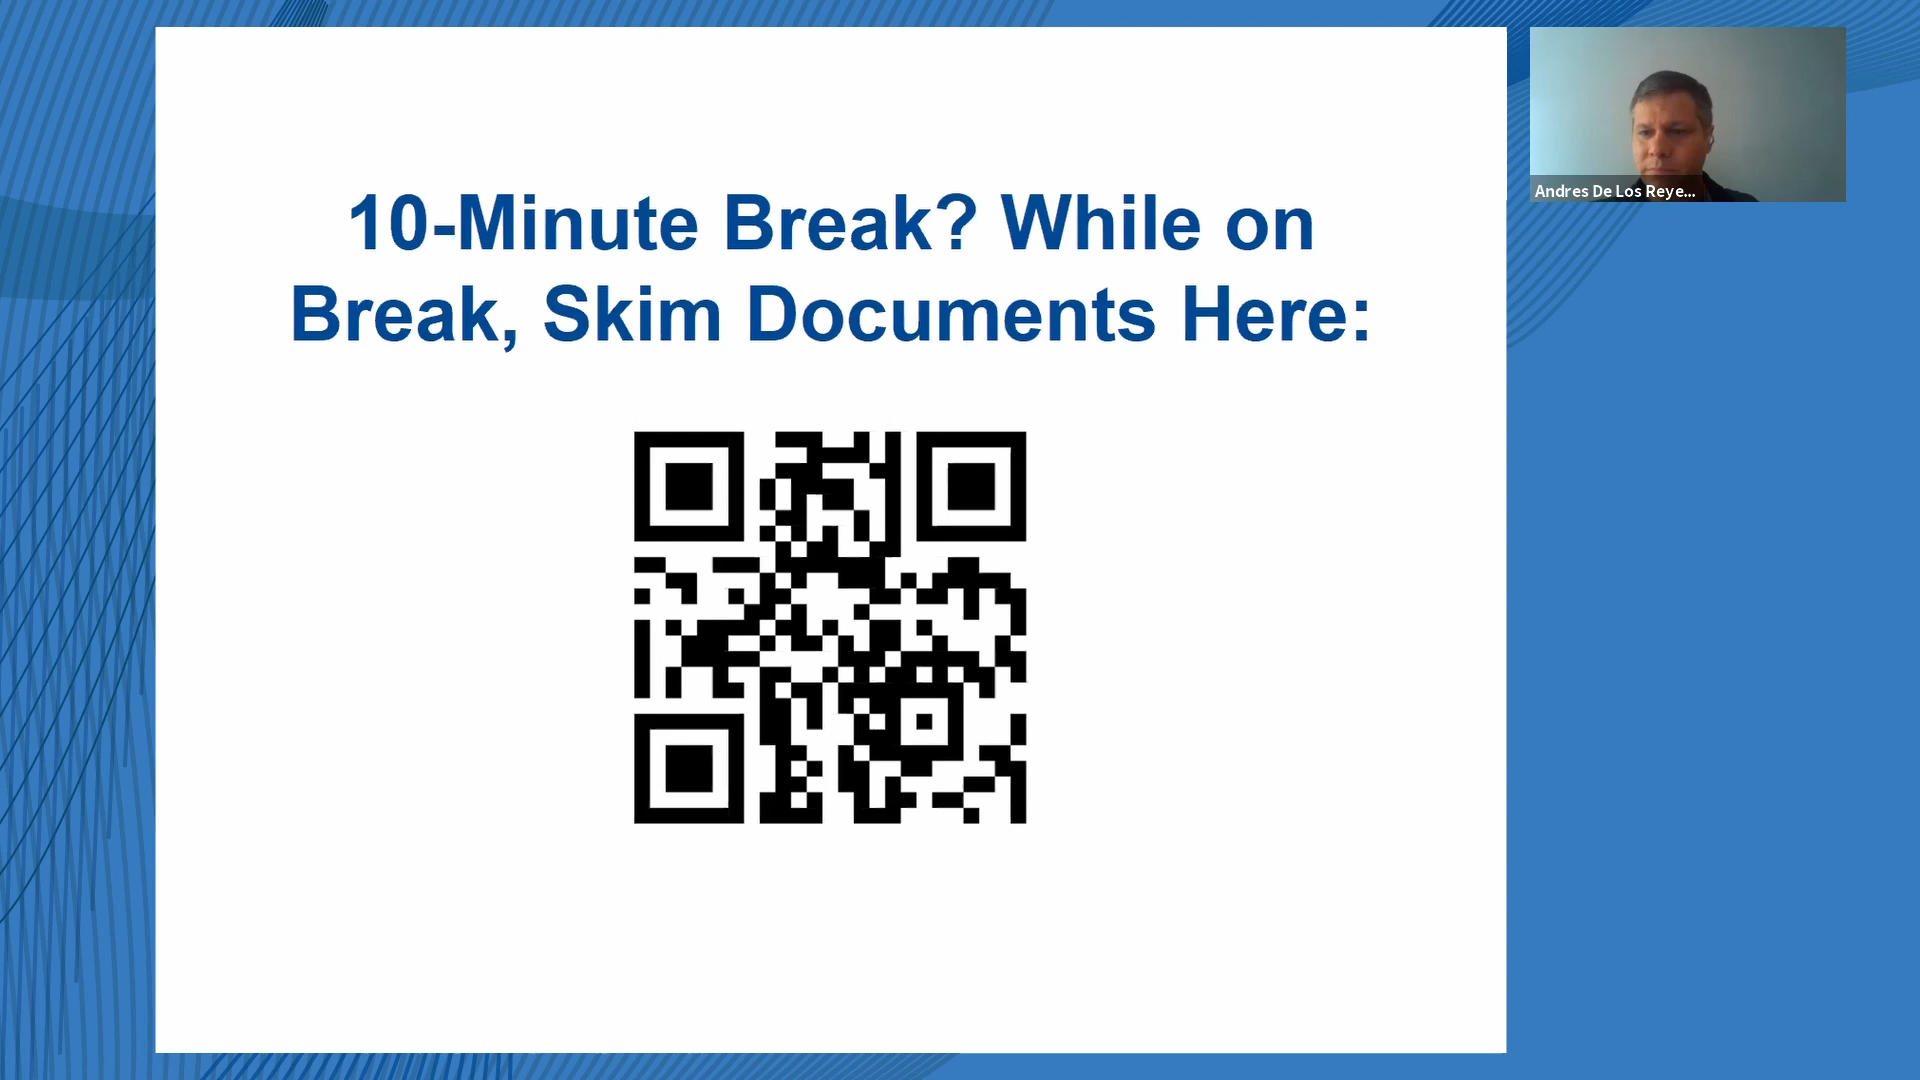 10-Minute Break? While on
Break, Skim Documents Here:
Andres De Los Reye...